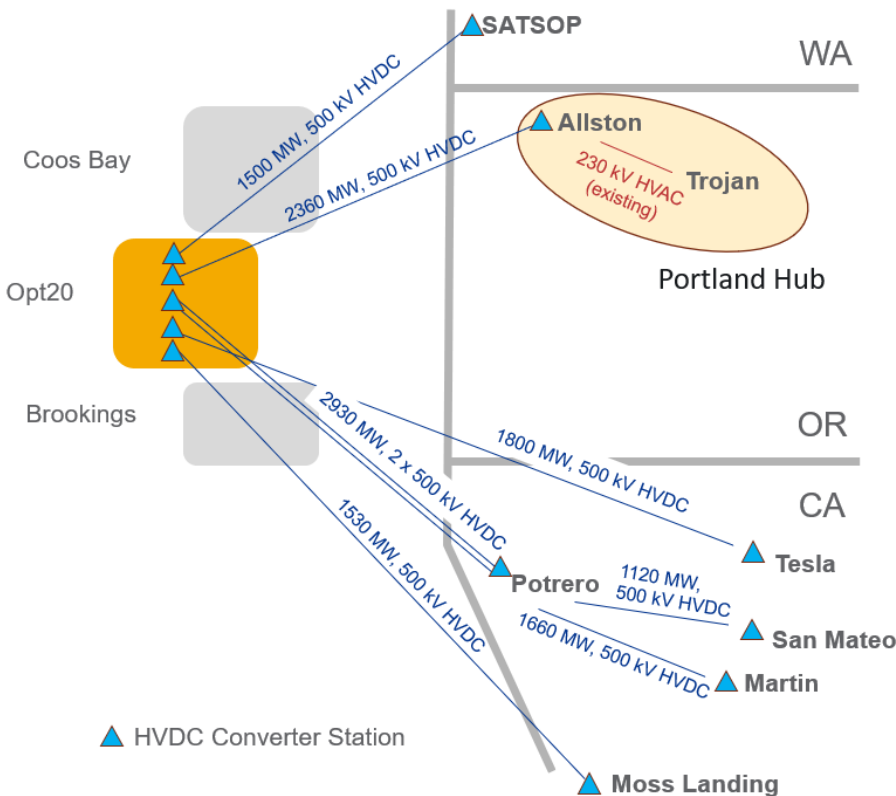 SATSOP
WA
1500 MW, 500 kV HVDC
Allston
Coos Bay
2360 MW, 500 kV HVDC
230 kV HVAC
(existing)
Trojan
Portland Hub
Opt20
Brookings
2930 MW, 2 x 500 kV HVDC
1800 MW, 500 kV HVDC
OR
CA
1530 MW, 500 kV HVDC
Tesla
Potrero
1120 MW,
500 kV HVDC
San Mateo
1660 MW, 500 kV HVDC
Martin
HVDC Converter Station
Moss Landing